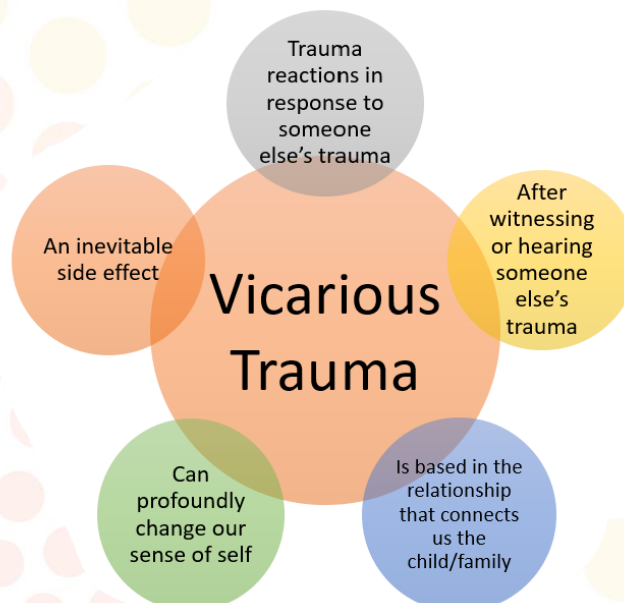 Trauma
reactions in
response to
someone
else's trauma
After
witnessing
or hearing
someone
else's
trauma
An inevitable
side effect
Vicarious
Trauma
Can
profoundly
change our
sense of self
Is based in the
relationship
that connects
us the
child/family